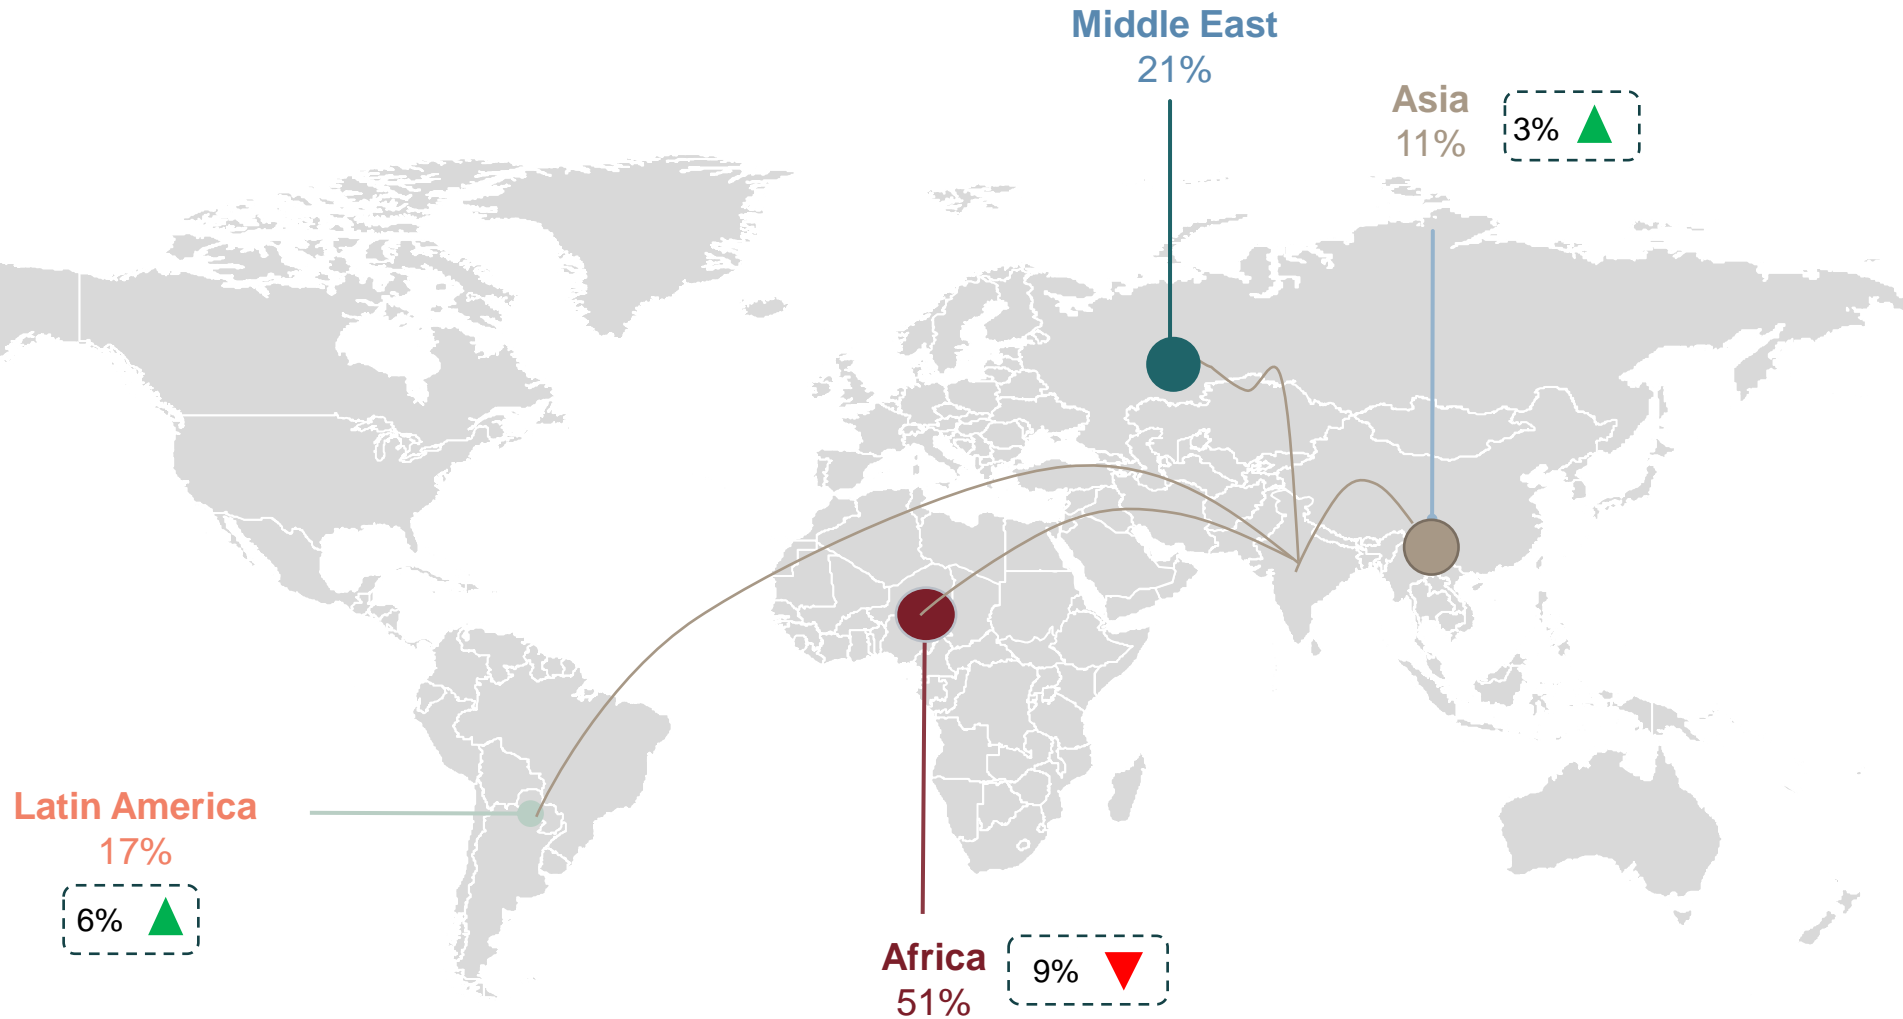 Middle East
21%
Asia
11%
3%
Latin America
17%
6%
Africa
51%
9%